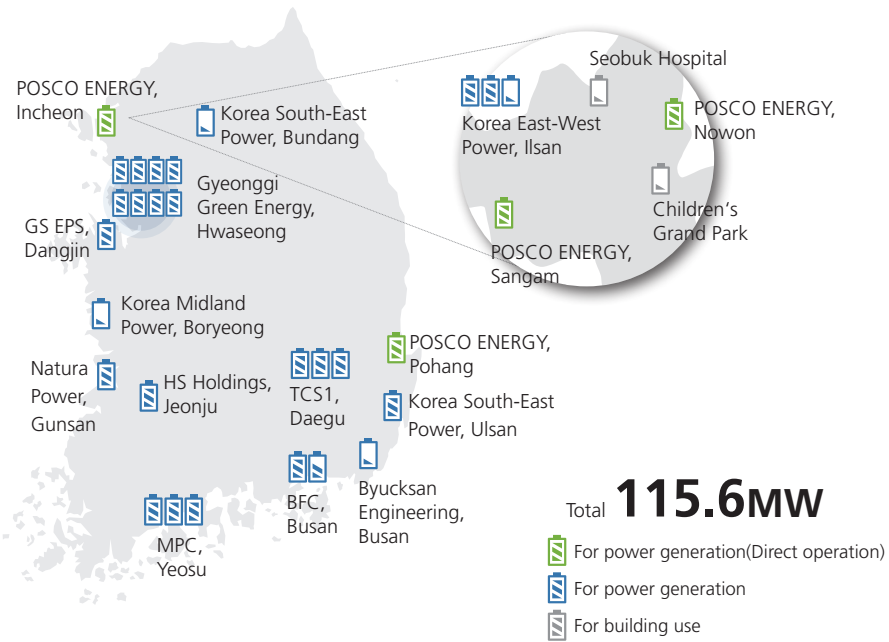 POSCO ENERGY,
Incheon
Korea South-East
Power, Bundang
Gyeonggi
Green Energy,
Hwaseong
GS EPS,
Dangjin
Korea Midland
Power, Boryeong
Natura
Power,
Gunsan
HS Holdings,
Jeonju
TCS1,
Daegu
POSCO ENERGY,
Pohang
Korea South-East
Power, Ulsan
BFC,
Busan
Byucksan
Engineering,
Busan
MPC,
Yeosu
Seobuk Hospital
Korea East-West
Power, Ilsan
POSCO ENERGY,
Nowon
Children's
Grand Park
POSCO ENERGY,
Sangam
Total 115.6MW
For power generation(Direct operation)
For power generation
For building use